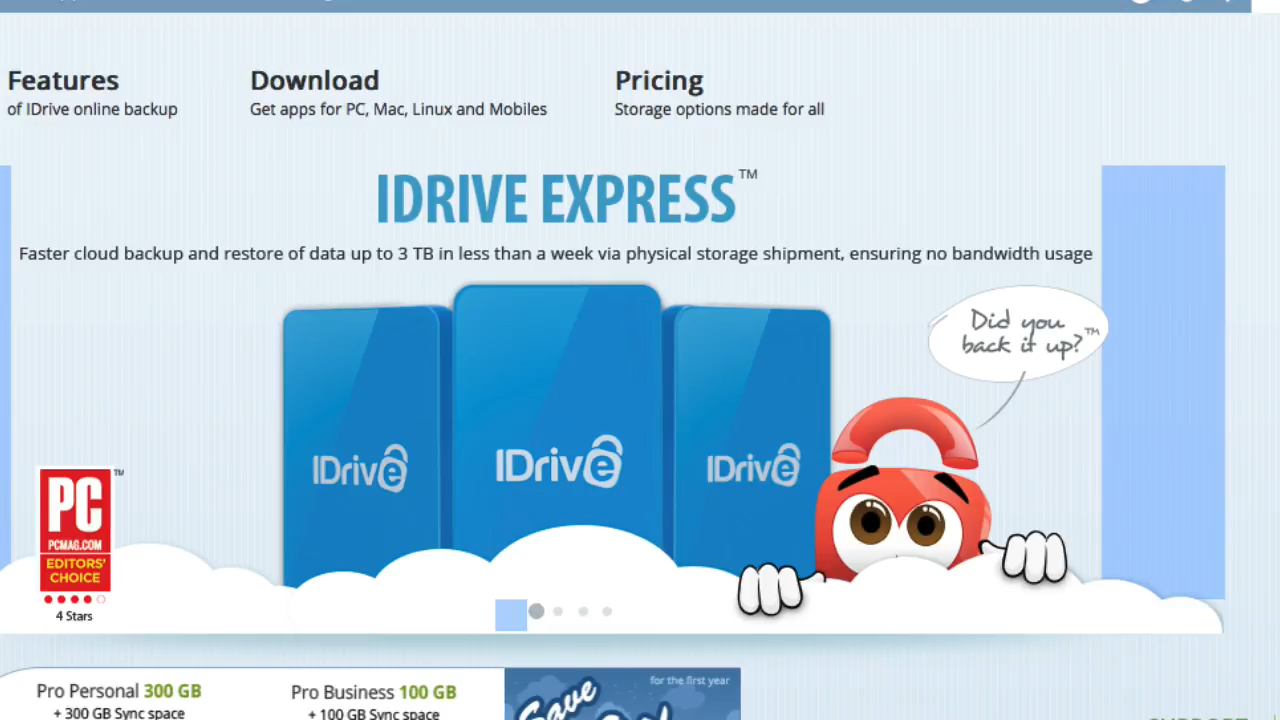 Features
of IDrive online backup
Download
Get apps for PC, Mac, Linux and Mobiles
Pricing
Storage options made for all
IDRIVE EXPRESS™
Faster cloud backup and restore of data up to 3 TB in less than a week via physical storage shipment, ensuring no bandwidth usage
Did you
back it up?™
IDrive
IDrive
IDrive
PC™
PCMAG.COM
EDITORS'
CHOICE
4 Stars
Pro Personal 300 GB
+ 300 GB Sync space
Pro Business 100 GB
+ 100 GB Sync space
for the first year
Save